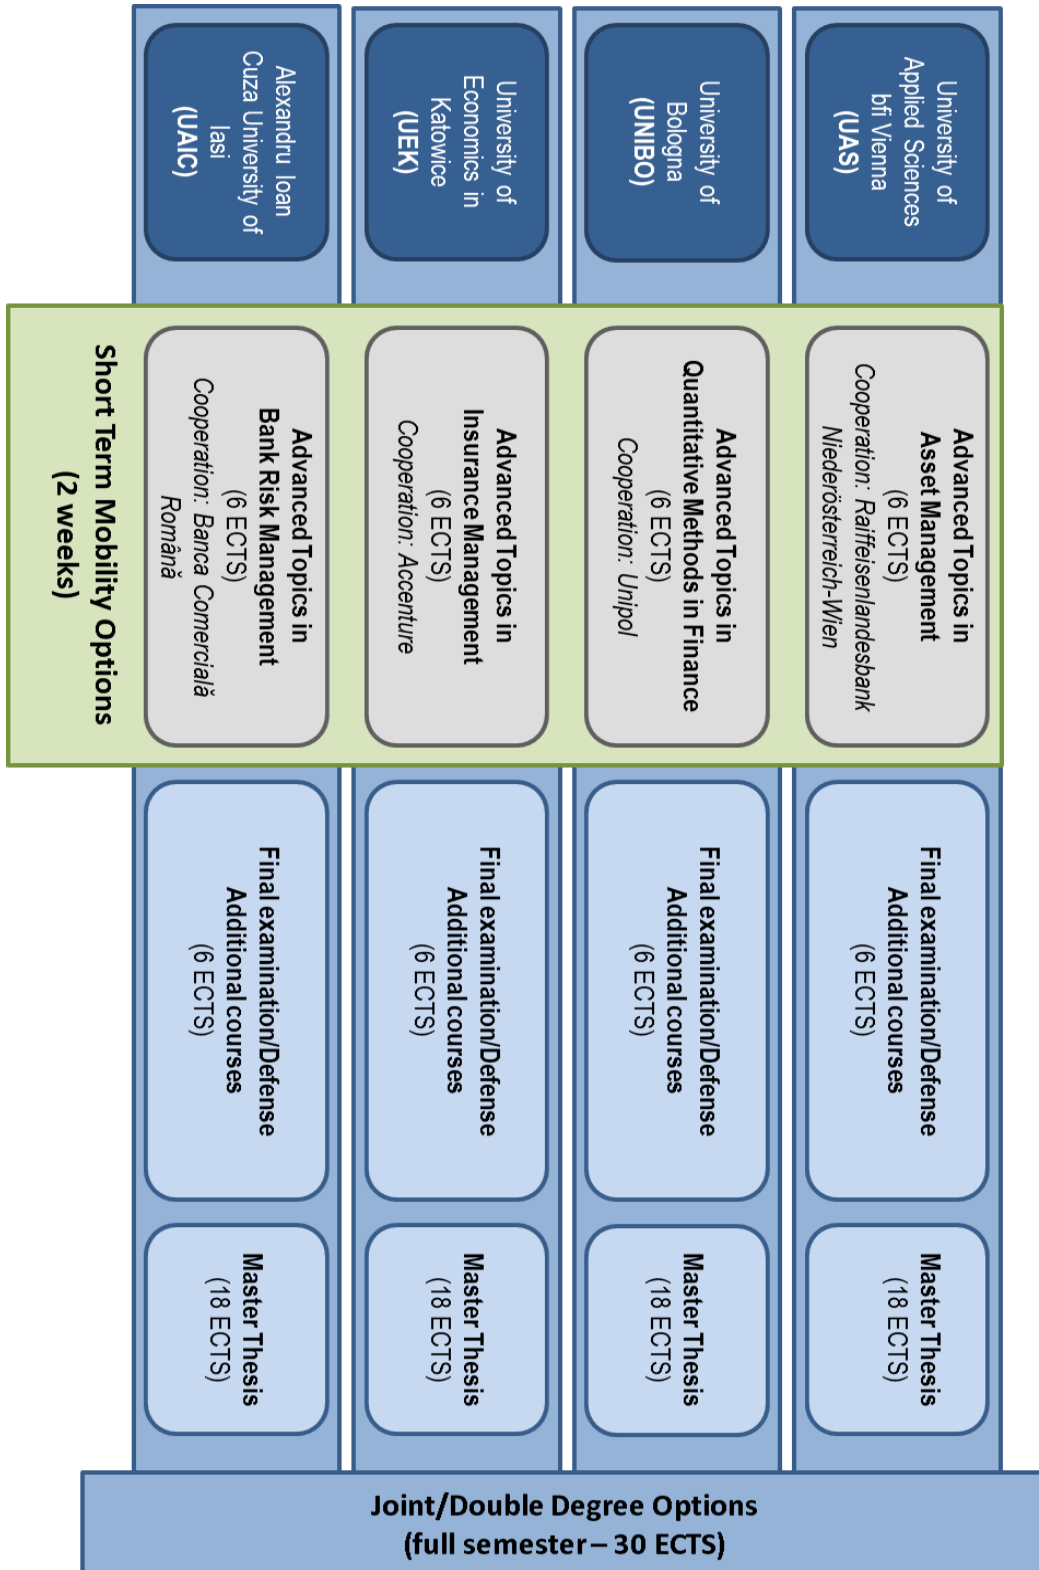 University of
Applied Sciences
bfi Vienna
(UAS)
Advanced Topics in
Asset Management
(6 ECTS)
Cooperation: Raiffeisenlandesbank
Niederösterreich-Wien
Final examination/Defense
Additional courses
(6 ECTS)
Master Thesis
(18 ECTS)
University of
Bologna
(UNIBO)
Advanced Topics in
Quantitative Methods in Finance
(6 ECTS)
Cooperation: Unipol
Final examination/Defense
Additional courses
(6 ECTS)
Master Thesis
(18 ECTS)
University of
Economics in
Katowice
(UEK)
Advanced Topics in
Insurance Management
(6 ECTS)
Cooperation: Accenture
Final examination/Defense
Additional courses
(6 ECTS)
Master Thesis
(18 ECTS)
Alexandru Ioan
Cuza University of
Iasi
(UAIC)
Advanced Topics in
Bank Risk Management
(6 ECTS)
Cooperation: Banca Comercială
Română
Final examination/Defense
Additional courses
(6 ECTS)
Master Thesis
(18 ECTS)
Short Term Mobility Options
(2 weeks)
Joint/Double Degree Options
(full semester – 30 ECTS)